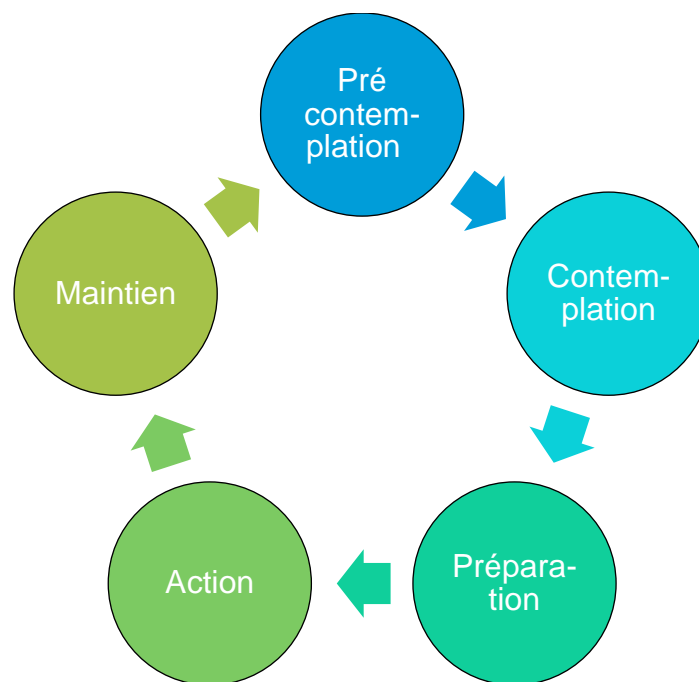 Pré
contem-
plation
Contem-
plation
Prépara-
tion
Action
Maintien